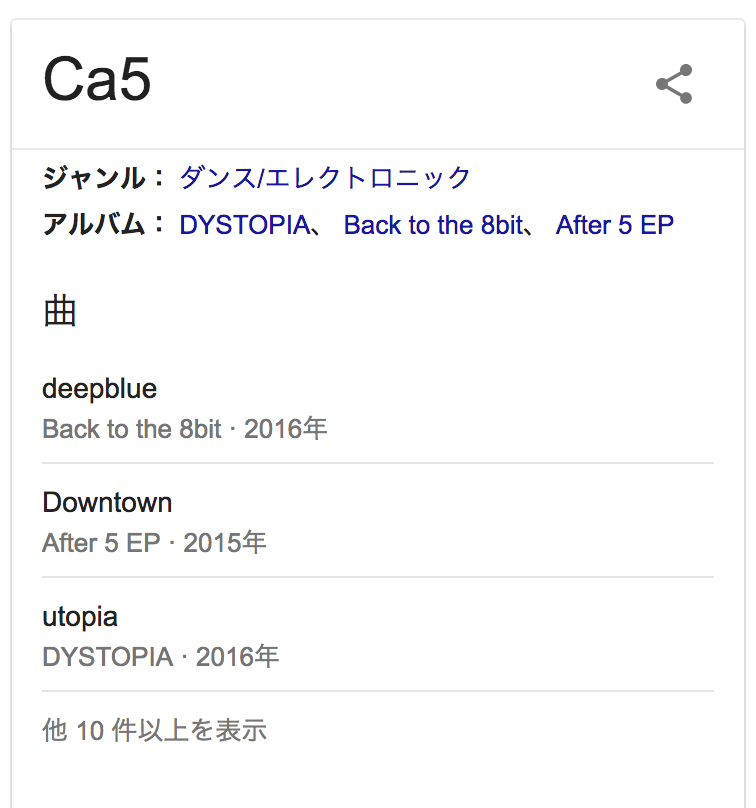 Ca5
ジャンル： ダンス/エレクトロニック
アルバム： DYSTOPIA、 Back to the 8bit、 After 5 EP
曲
deepblue
Back to the 8bit · 2016年
Downtown
After 5 EP · 2015年
utopia
DYSTOPIA · 2016年
他 10 件以上を表示